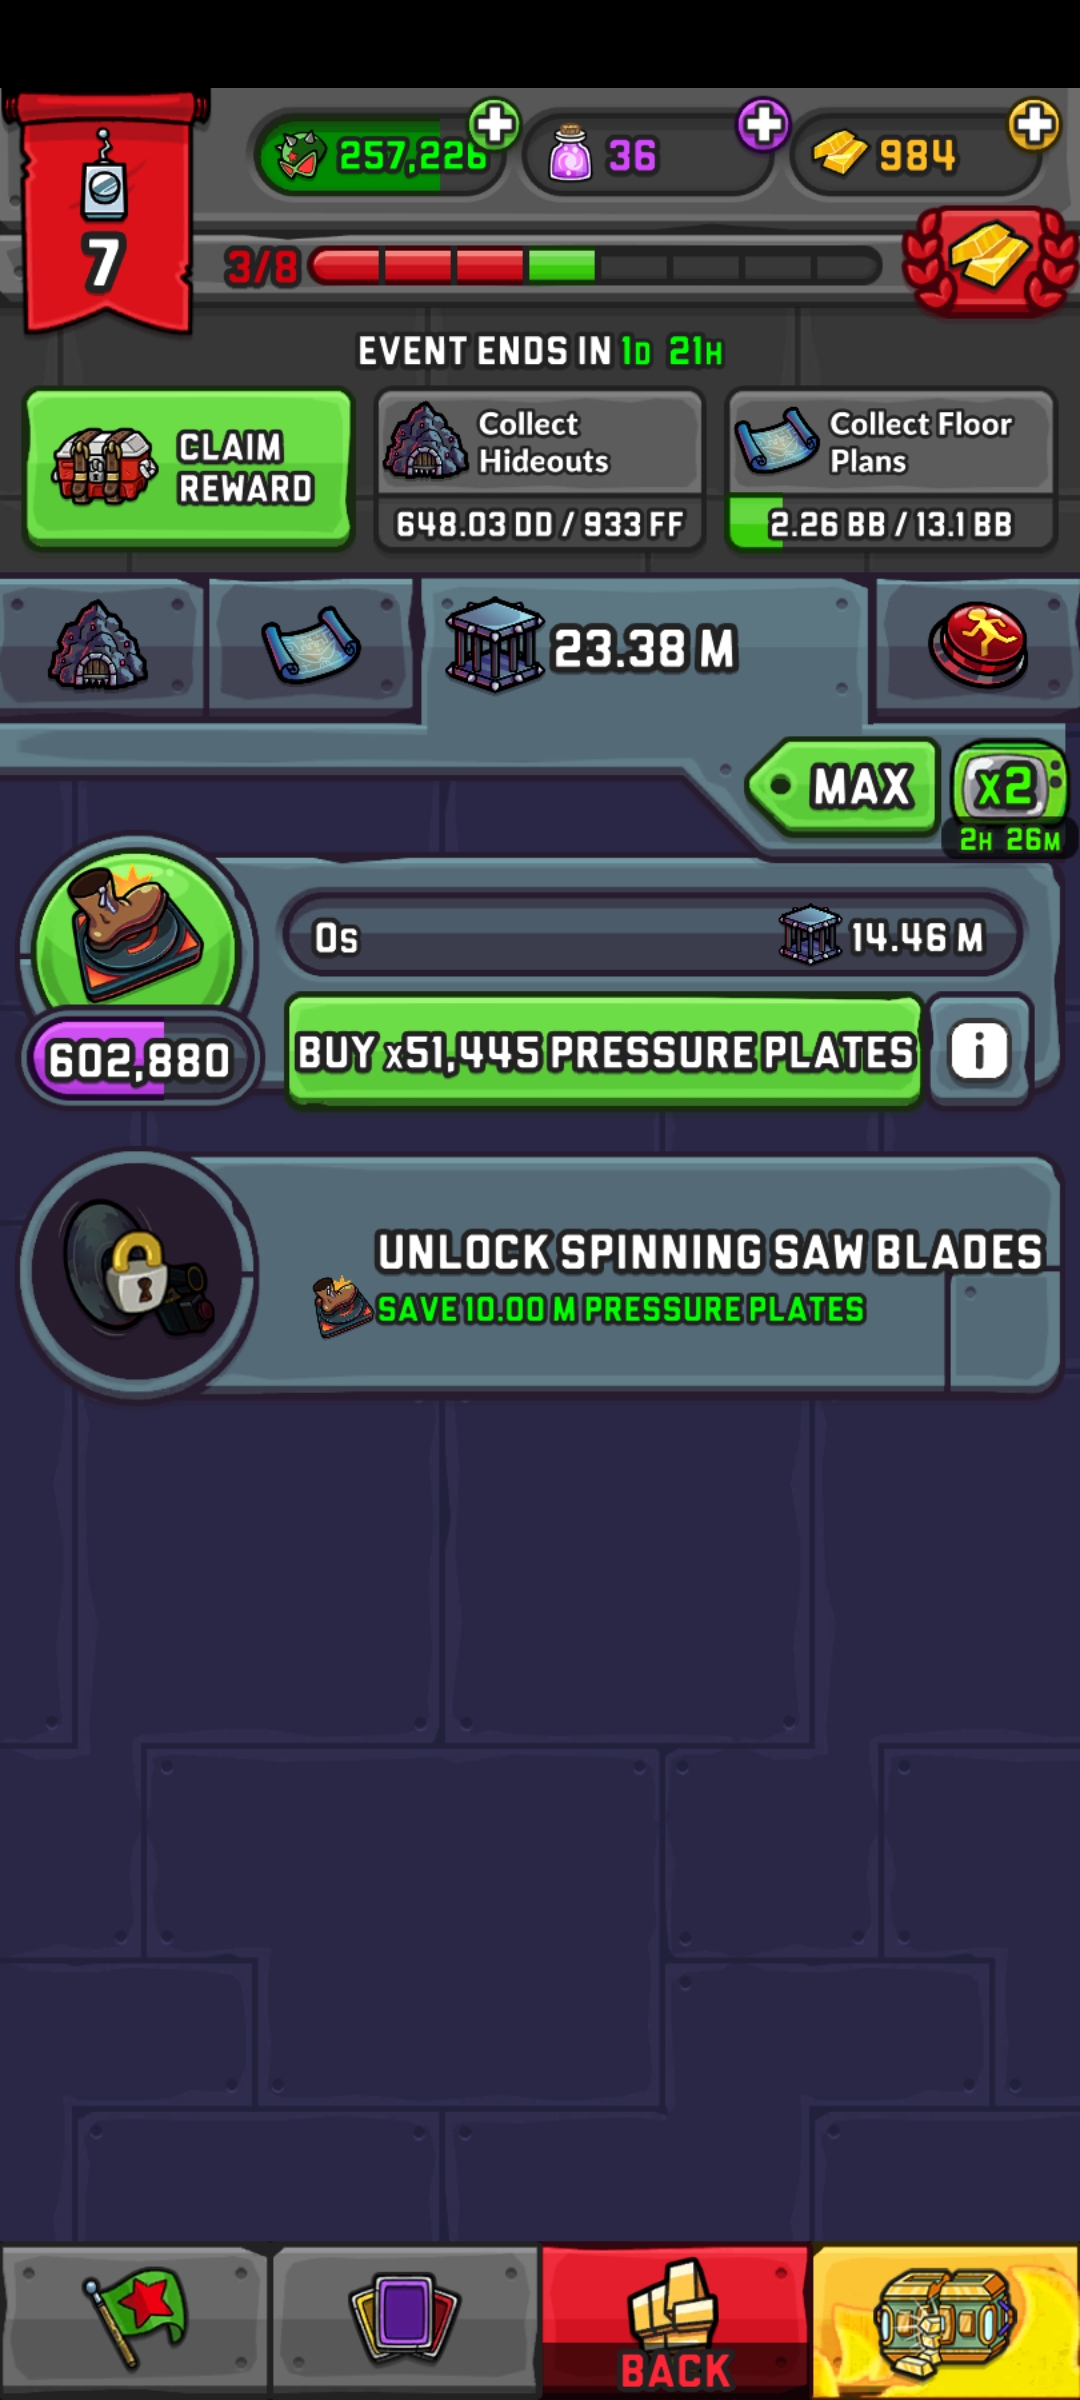 257,226
36
984
7
3/8
EVENT ENDS IN 1D 21H
CLAIM
REWARD
Collect
Hideouts
648.03 DD / 933 FF
Collect Floor
Plans
2.26 BB / 13.1 BB
23.38 M
MAX
x2
2H 26M
0s
14.46 M
602,880
BUY x51,445 PRESSURE PLATES
i
UNLOCK SPINNING SAW BLADES
SAVE 10.00 M PRESSURE PLATES
BACK